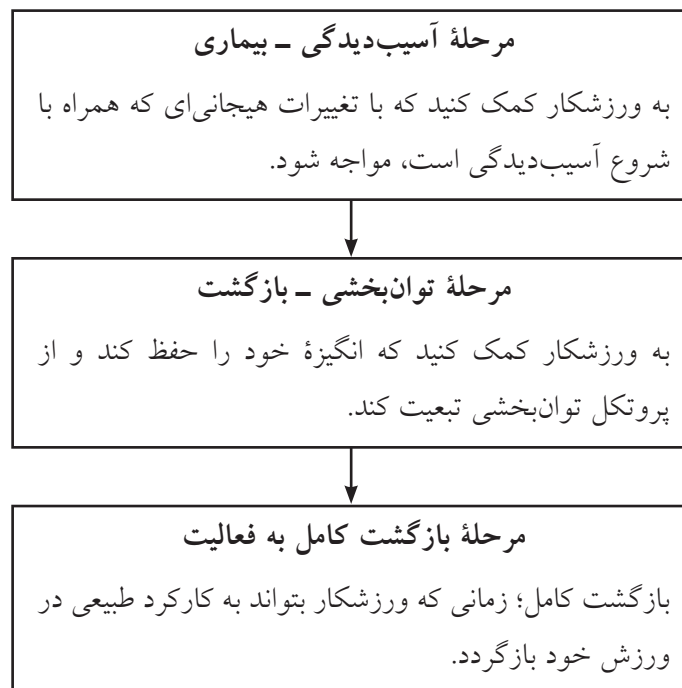 مرحلهٔ آسیب‌دیدگی ــ بیماری
به ورزشکار کمک کنید که با تغییرات هیجانی‌ای که همراه با
شروع آسیب‌دیدگی است، مواجه شود.
مرحلهٔ توان‌بخشی ــ بازگشت
به ورزشکار کمک کنید که انگیزهٔ خود را حفظ کند و از
پروتکل توان‌بخشی تبعیت کند.
مرحلهٔ بازگشت کامل به فعالیت
بازگشت کامل؛ زمانی که ورزشکار بتواند به کارکرد طبیعی در
ورزش خود بازگردد.